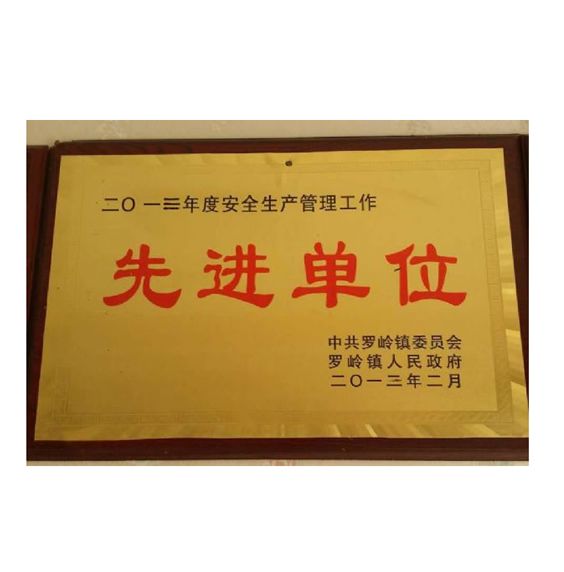 二〇一三年度安全生产管理工作
先进单位
中共罗岭镇委员会
罗岭镇人民政府
二〇一三年二月